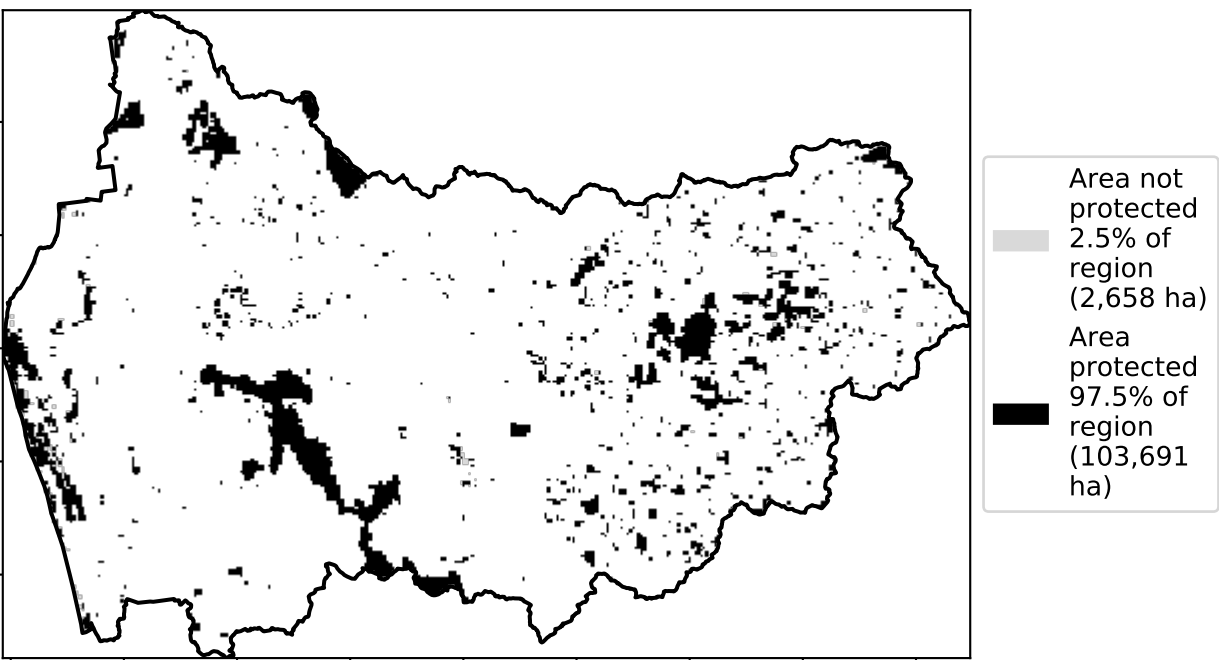 Area not
protected
2.5% of
region
(2,658 ha)
Area
protected
97.5% of
region
(103,691
ha)